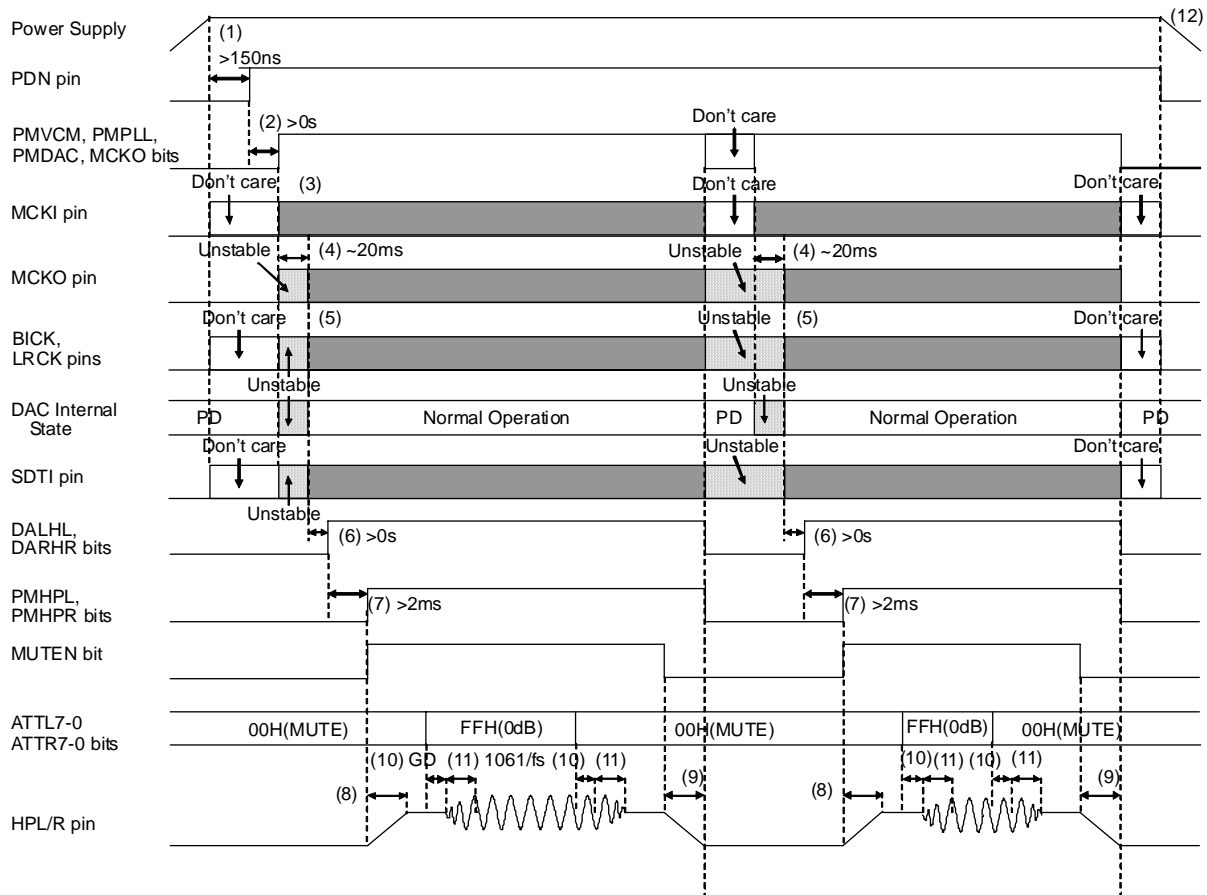 Power Supply (1) (12)
>150ns
PDN pin
(2) >0s Don't care
PMVCM, PMPLL,
PMDAC, MCKO bits
Don't care (3) Don't care Don't care
MCKI pin
Unstable (4) ~20ms Unstable (4) ~20ms
MCKO pin
Don't care (5) Unstable (5) Don't care
BICK,
LRCK pins
Unstable Unstable
DAC Internal
State
PD Normal Operation PD Normal Operation PD
Don't care Unstable Don't care
SDTI pin
Unstable
DALHL,
DARHR bits
(6) >0s (6) >0s
PMHPL,
PMHPR bits
(7) >2ms (7) >2ms
MUTEN bit
ATTL7-0
ATTR7-0 bits
00H(MUTE) FFH(0dB) 00H(MUTE) FFH(0dB) 00H(MUTE)
(10) GD (11) 1061/fs (10) (11) (10) (11) (10) (11)
(8) (9) (8) (9)
HPL/R pin